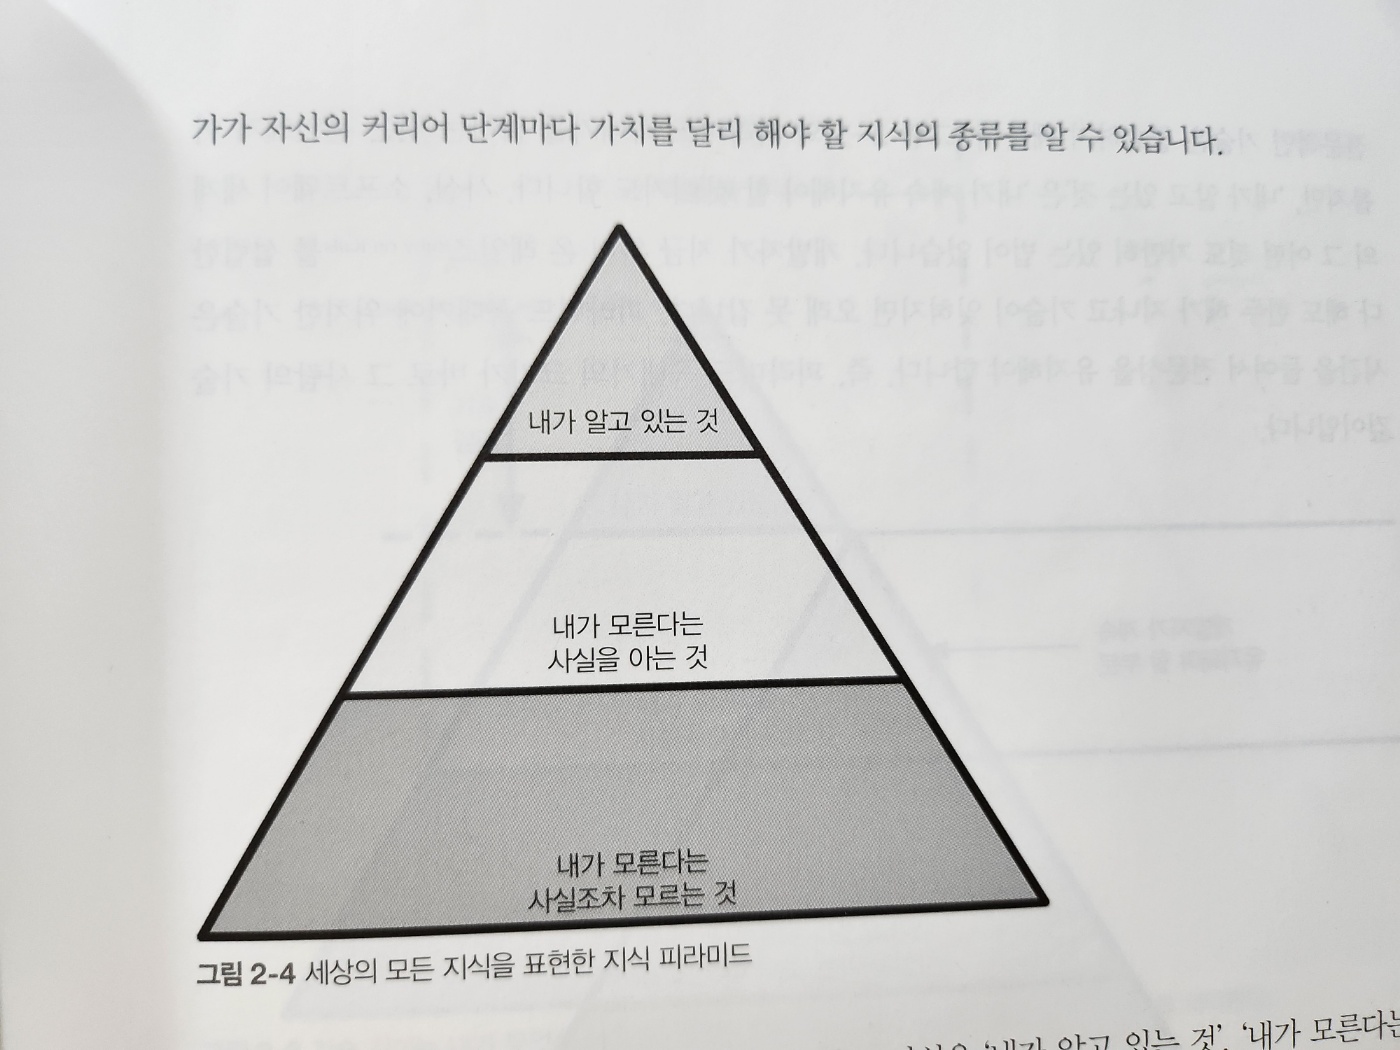 가가 자신의 커리어 단계마다 가치를 달리 해야 할 지식의 종류를 알 수 있습니다.
내가 알고 있는 것
내가 모른다는
사실을 아는 것
내가 모른다는
사실조차 모르는 것
그림 2-4 세상의 모든 지식을 표현한 지식 피라미드
‘내가 알고 있는 것’, ‘내가 모른다는